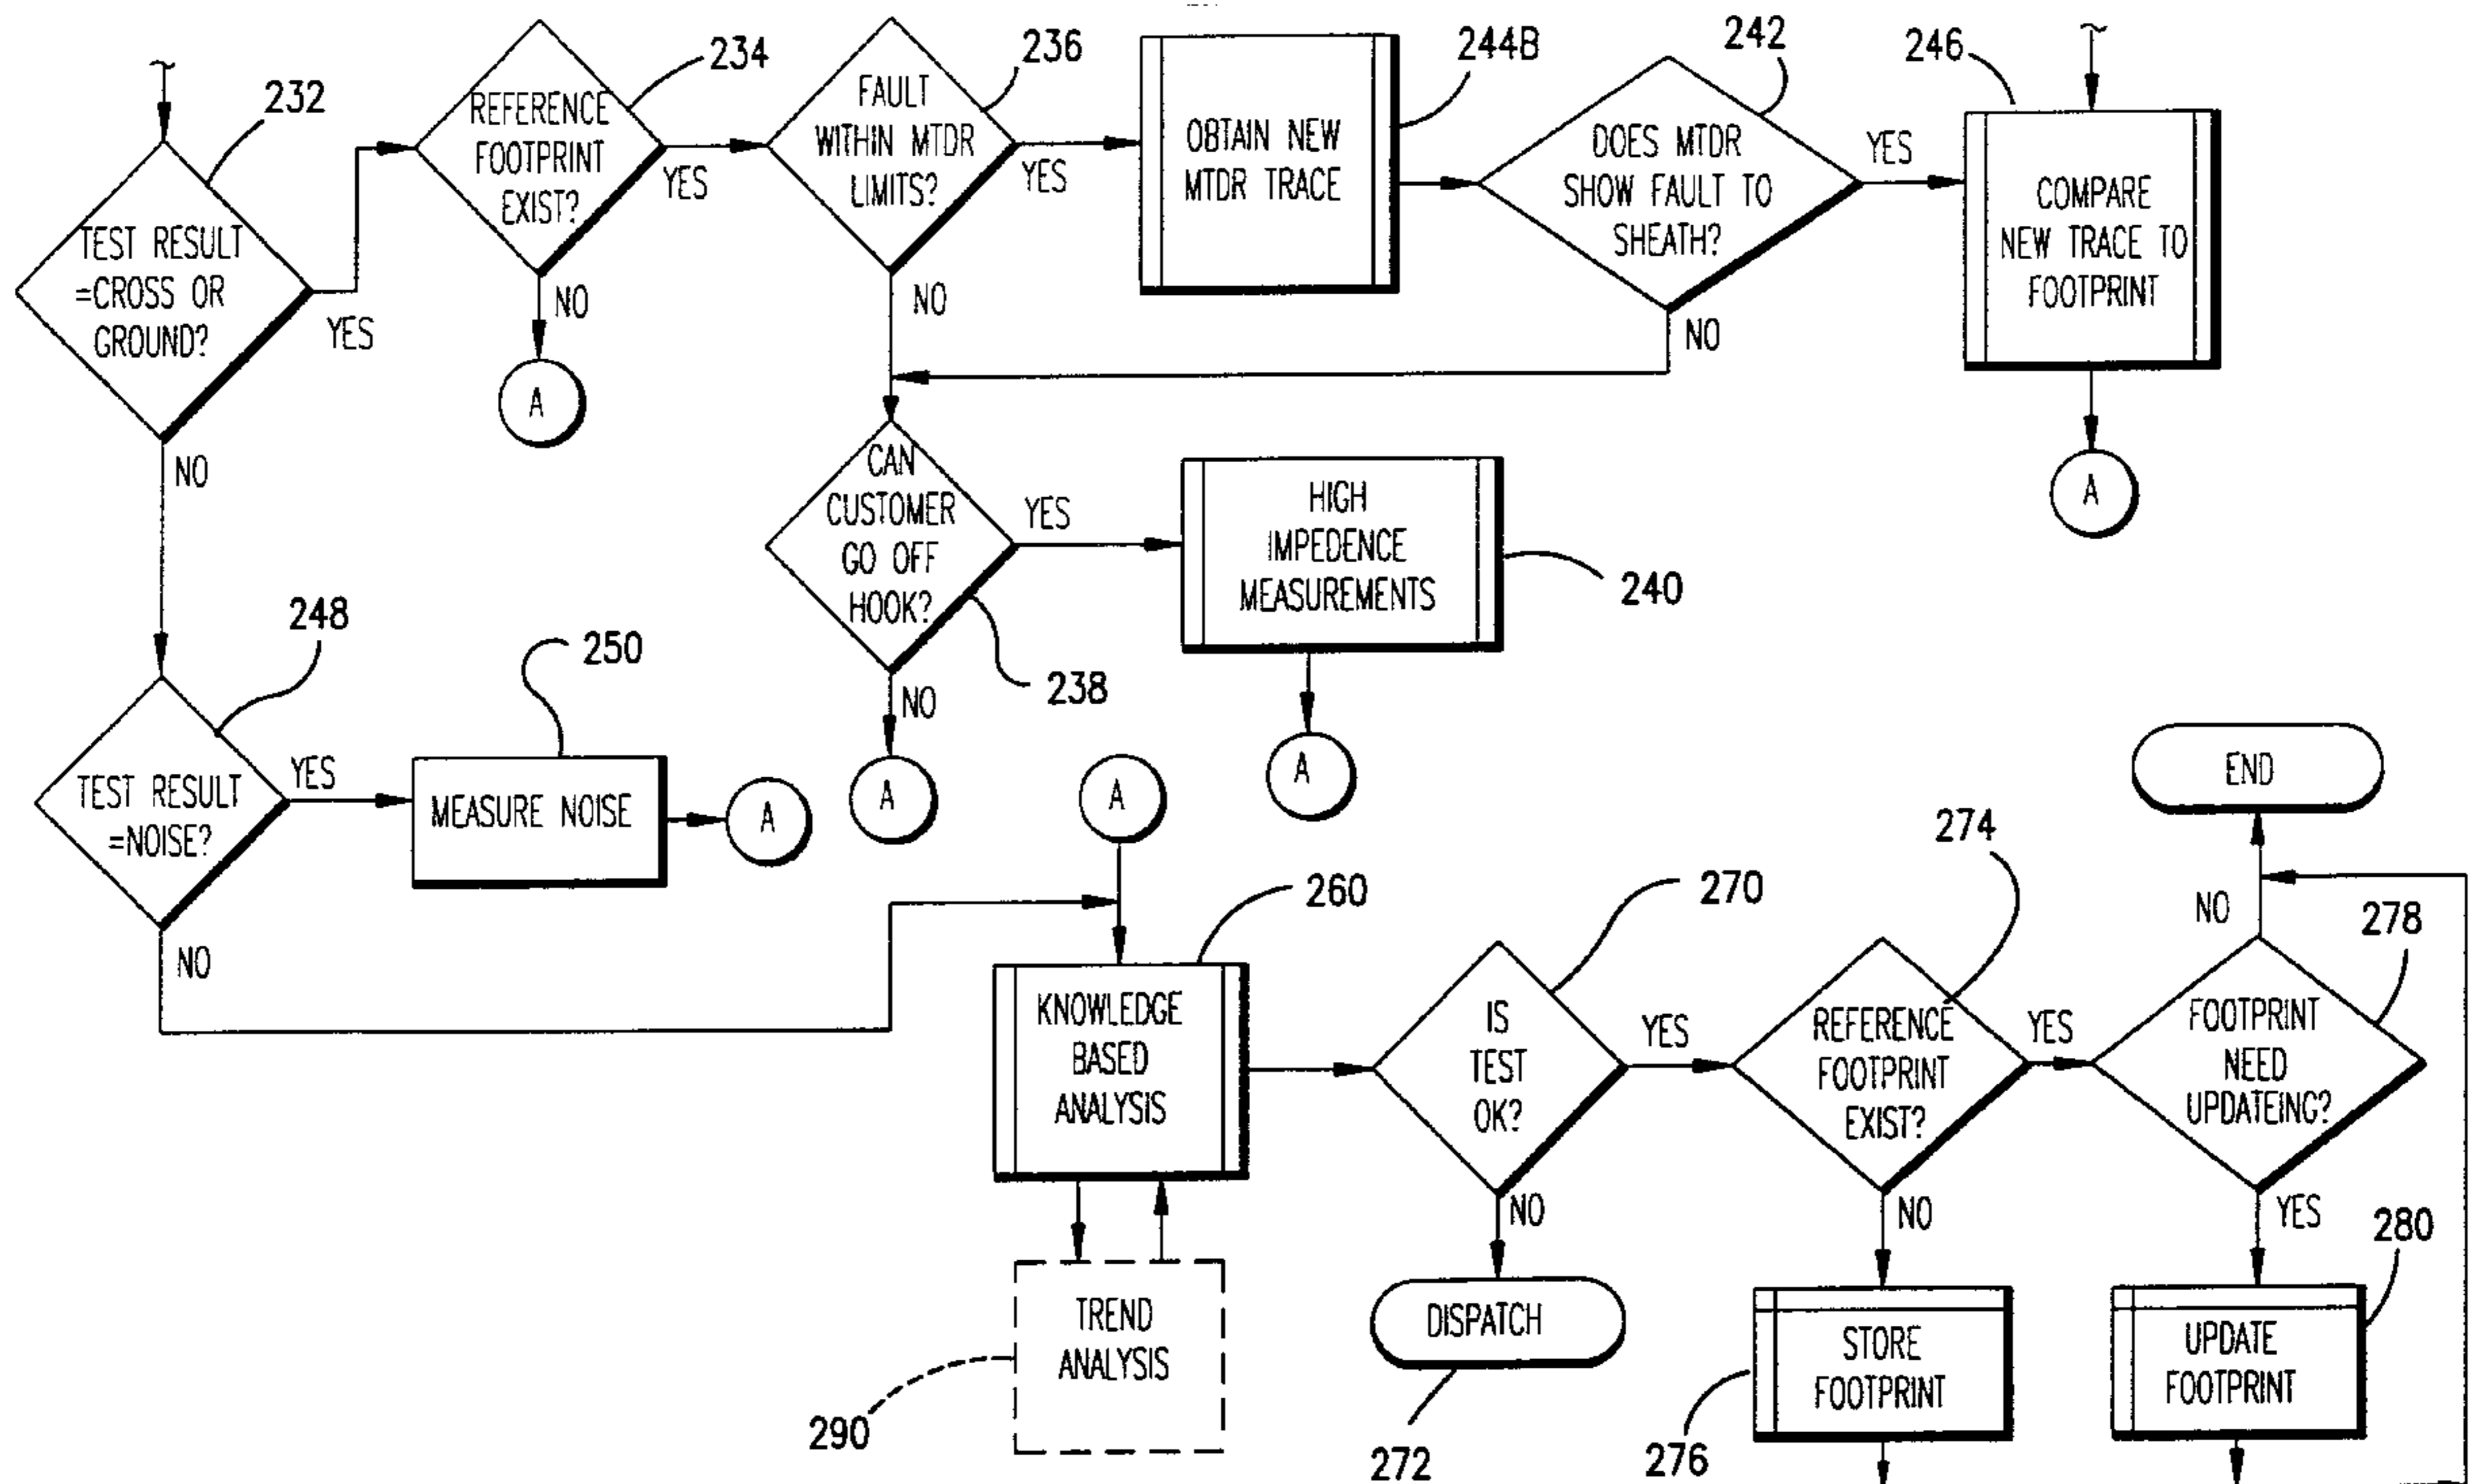 232
TEST RESULT
=CROSS OR
GROUND?
YES
NO
234
REFERENCE
FOOTPRINT
EXIST?
YES
NO
A
236
FAULT
WITHIN MTDR
LIMITS?
YES
NO
244B
OBTAIN NEW
MTDR TRACE
242
DOES MTDR
SHOW FAULT TO
SHEATH?
YES
NO
246
COMPARE
NEW TRACE TO
FOOTPRINT
A
CAN
CUSTOMER
GO OFF
HOOK?
YES
NO
238
A
HIGH
IMPEDENCE
MEASUREMENTS
240
A
248
TEST RESULT
=NOISE?
YES
NO
250
MEASURE NOISE
A
A
260
KNOWLEDGE
BASED
ANALYSIS
TREND
ANALYSIS
290
270
IS
TEST
OK?
YES
NO
DISPATCH
272
274
REFERENCE
FOOTPRINT
EXIST?
YES
NO
STORE
FOOTPRINT
276
END
NO
278
FOOTPRINT
NEED
UPDATEING?
YES
280
UPDATE
FOOTPRINT